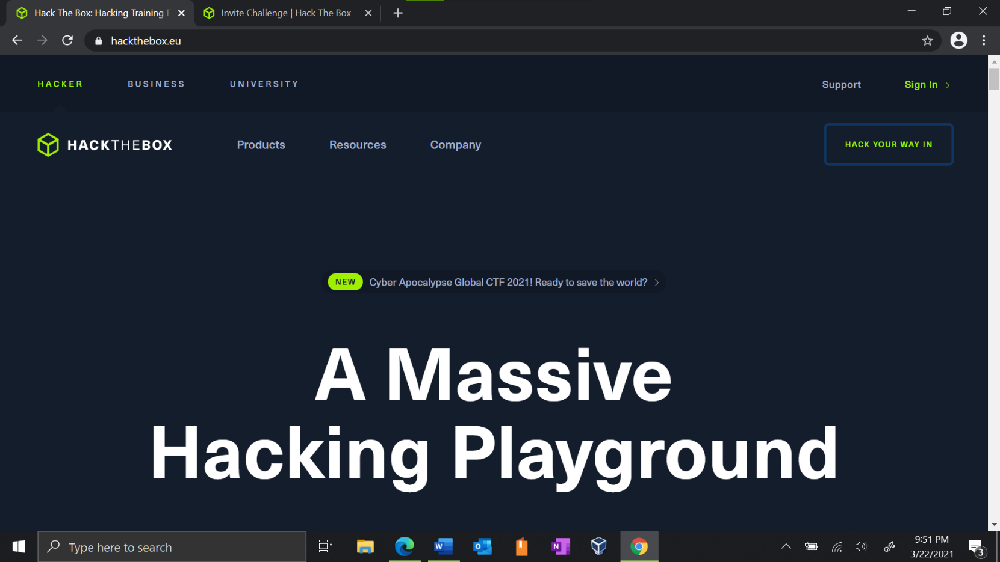 Hack The Box: Hacking Training
Invite Challenge | Hack The Box
hackthebox.eu
HACKER
BUSINESS
UNIVERSITY
Support
Sign In
HACKTHEBOX
Products
Resources
Company
HACK YOUR WAY IN
NEW
Cyber Apocalypse Global CTF 2021! Ready to save the world?
A Massive
Hacking Playground
Type here to search
9:51 PM
3/22/2021
3